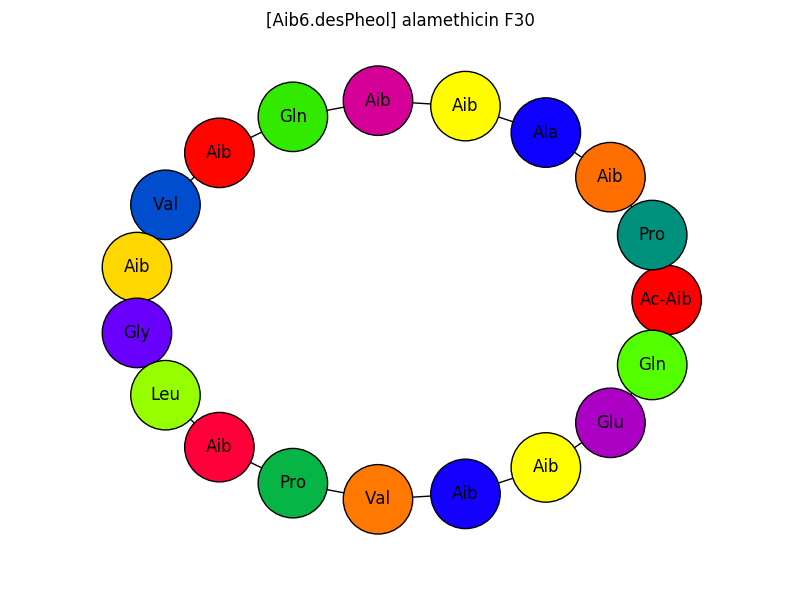 [Aib6.desPheol] alamethicin F30
Ac-Aib
Pro
Aib
Ala
Aib
Aib
Gln
Aib
Val
Aib
Gly
Leu
Aib
Pro
Val
Aib
Aib
Glu
Gln